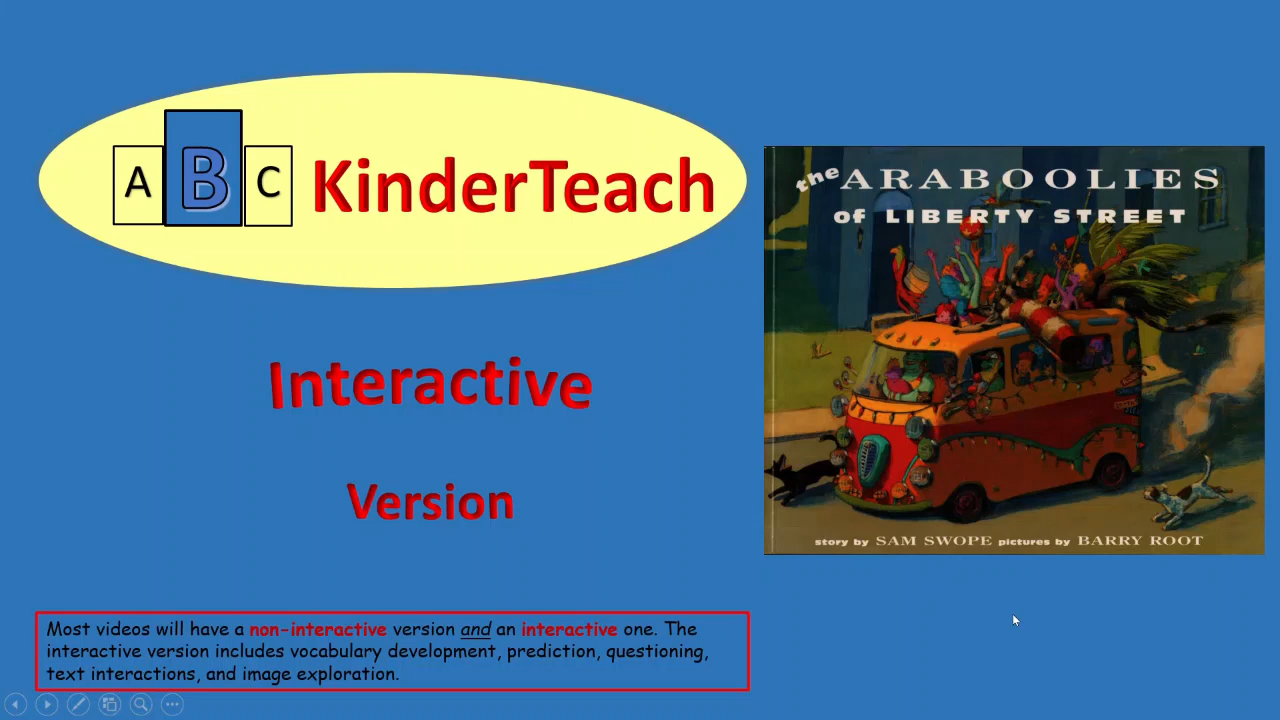 A B C KinderTeach
Interactive
Version
the ARABOOLIES
of LIBERTY STREET
story by SAM SWOPE pictures by BARRY ROOT
Most videos will have a non-interactive version and an interactive one. The
interactive version includes vocabulary development, prediction, questioning,
text interactions, and image exploration.